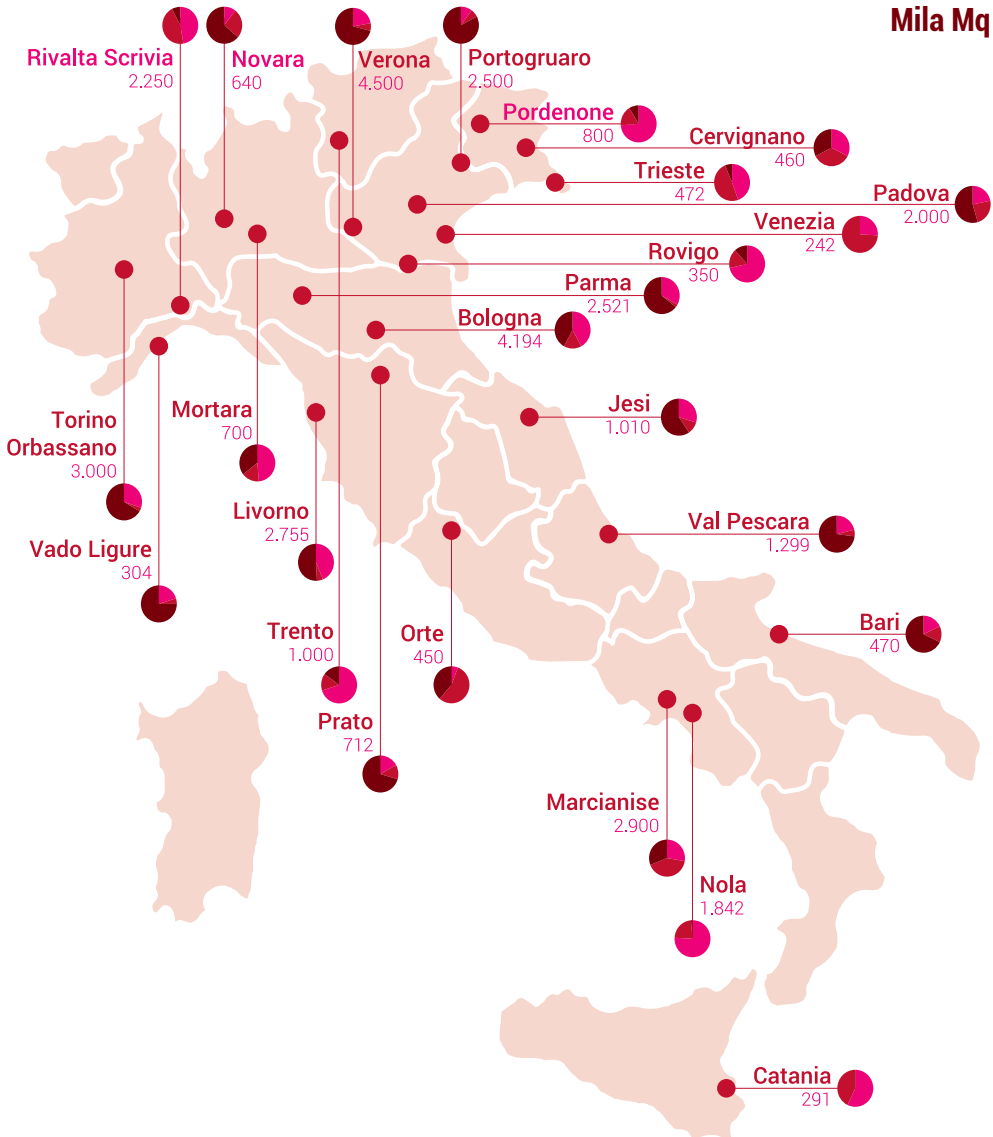 Mila Mq
Rivalta Scrivia
2.250
Novara
640
Verona
4.500
Portogruaro
2.500
Pordenone
800
Cervignano
460
Trieste
472
Padova
2.000
Venezia
242
Rovigo
350
Parma
2.521
Bologna
4.194
Jesi
1.010
Mortara
700
Torino
Orbassano
3.000
Livorno
2.755
Val Pescara
1.299
Vado Ligure
304
Trento
1.000
Orte
450
Bari
470
Prato
712
Marcianise
2.900
Nola
1.842
Catania
291